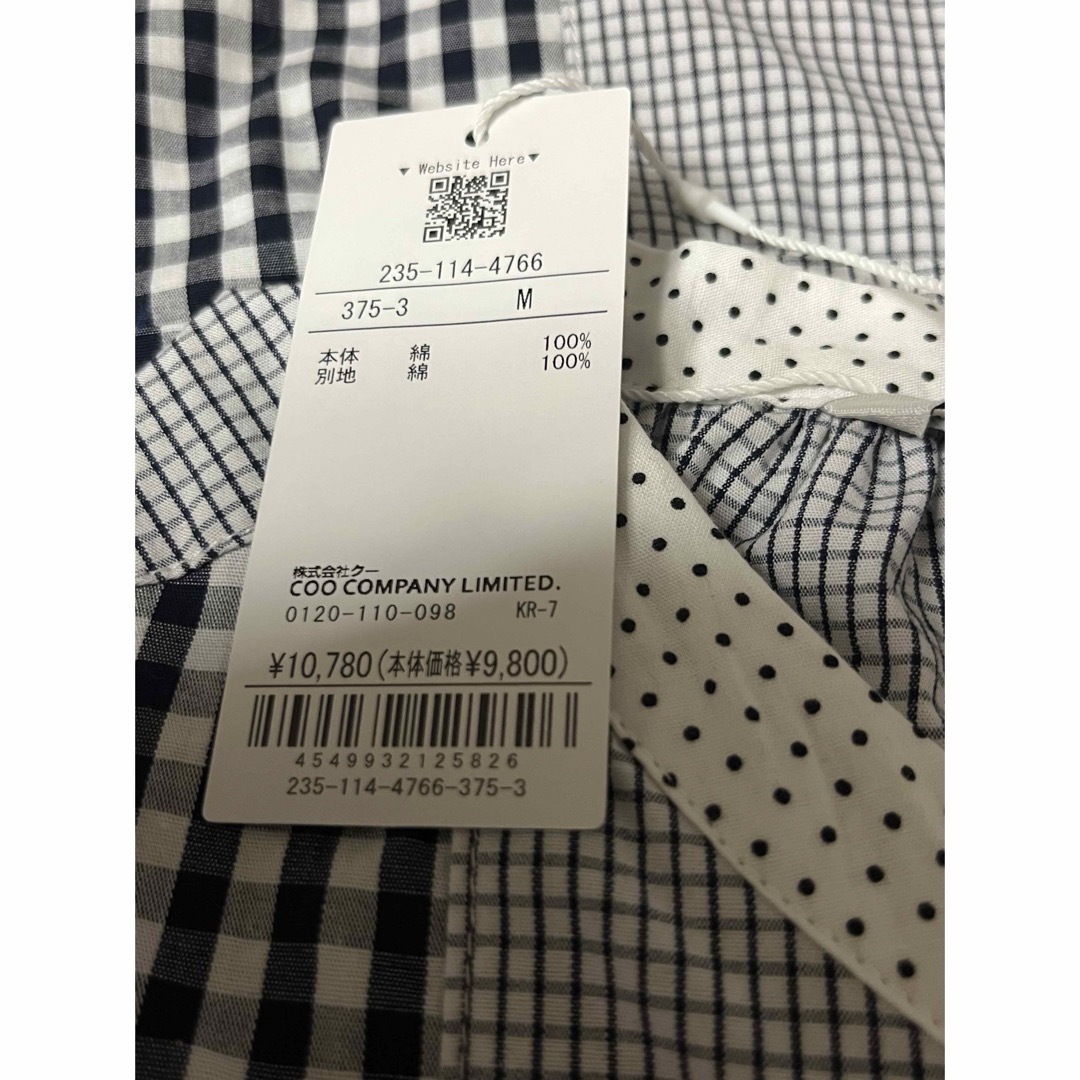 ▼ Website Here ▼
235-114-4766
375-3 M
本体 綿 100%
別地 綿 100%
株式会社クー
COO COMPANY LIMITED.
0120-110-098 KR-7
¥10,780(本体価格¥9,800)
4549932125826
235-114-4766-375-3